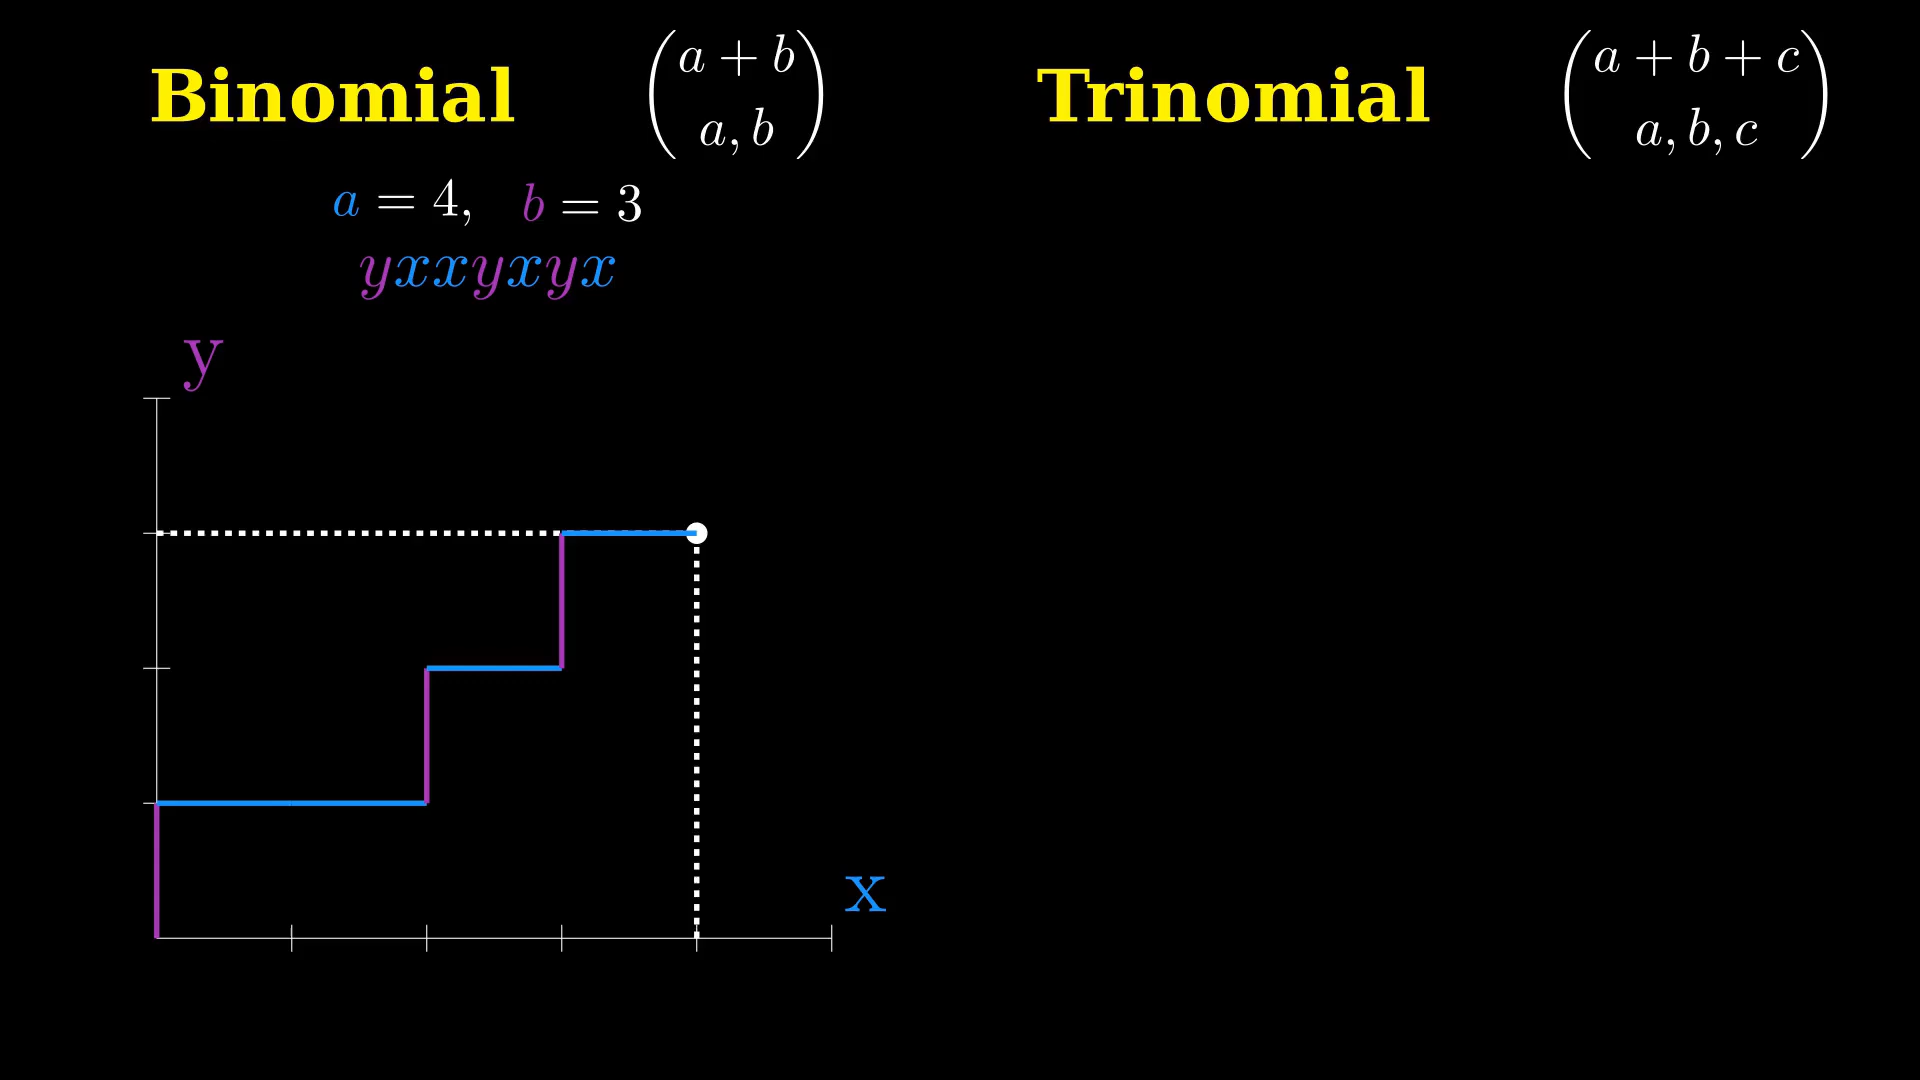 Binomial
a + b
a, b
a = 4, b = 3
yxxyxyx
y
x
Trinomial
a + b + c
a, b, c